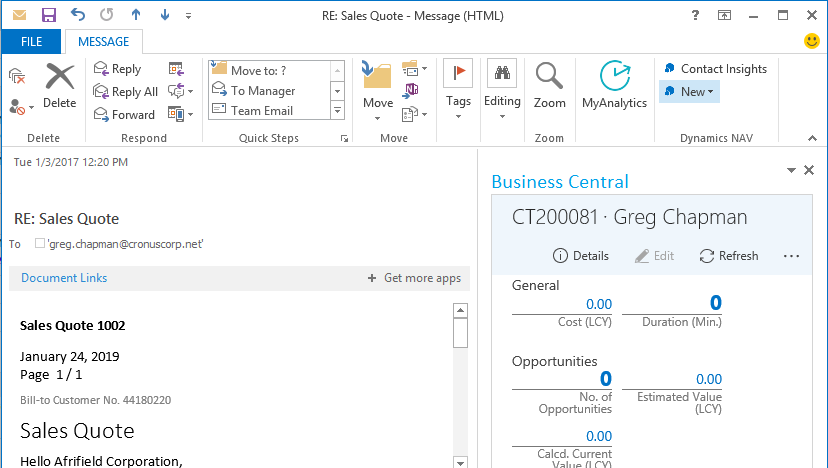 RE: Sales Quote - Message (HTML)
FILE
MESSAGE
Delete
Delete
Reply
Reply All
Forward
Respond
Move to: ?
To Manager
Team Email
Quick Steps
Move
Move
Tags
Editing
Zoom
Zoom
MyAnalytics
Contact Insights
New
Dynamics NAV
Tue 1/3/2017 12:20 PM
RE: Sales Quote
To 'greg.chapman@cronuscorp.net'
Document Links + Get more apps
Sales Quote 1002
January 24, 2019
Page 1 / 1
Bill-to Customer No. 44180220
Sales Quote
Hello Afrifield Corporation,
Business Central
CT200081 · Greg Chapman
Details Edit Refresh ...
General
0.00 0
Cost (LCY) Duration (Min.)
Opportunities
0 0.00
No. of Estimated Value
Opportunities (LCY)
0.00
Calcd. Current
Value (LCY)